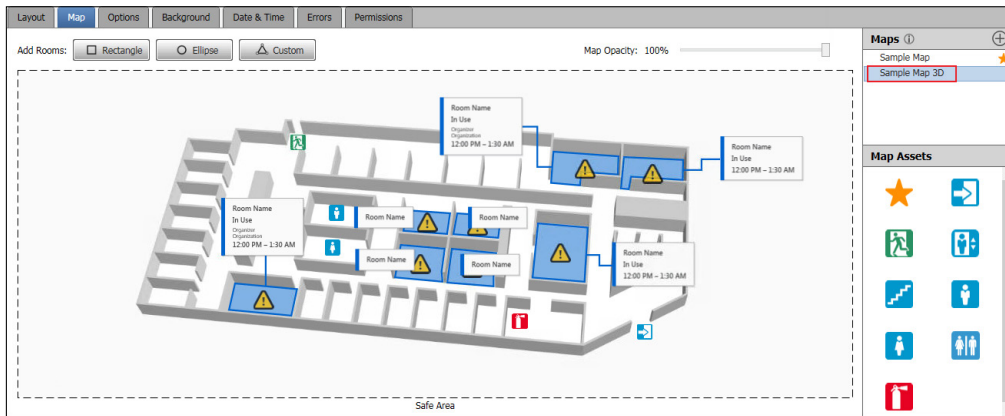 Layout
Map
Options
Background
Date & Time
Errors
Permissions
Add Rooms:
Rectangle
Ellipse
Custom
Map Opacity: 100%
Maps
Sample Map
Sample Map 3D
Room Name
In Use
Organizer
Organization
12:00 PM – 1:30 AM
Room Name
In Use
12:00 PM – 1:30 AM
Room Name
In Use
Organizer
Organization
12:00 PM – 1:30 AM
Room Name
Room Name
Room Name
Room Name
Room Name
In Use
12:00 PM – 1:30 AM
Safe Area
Map Assets